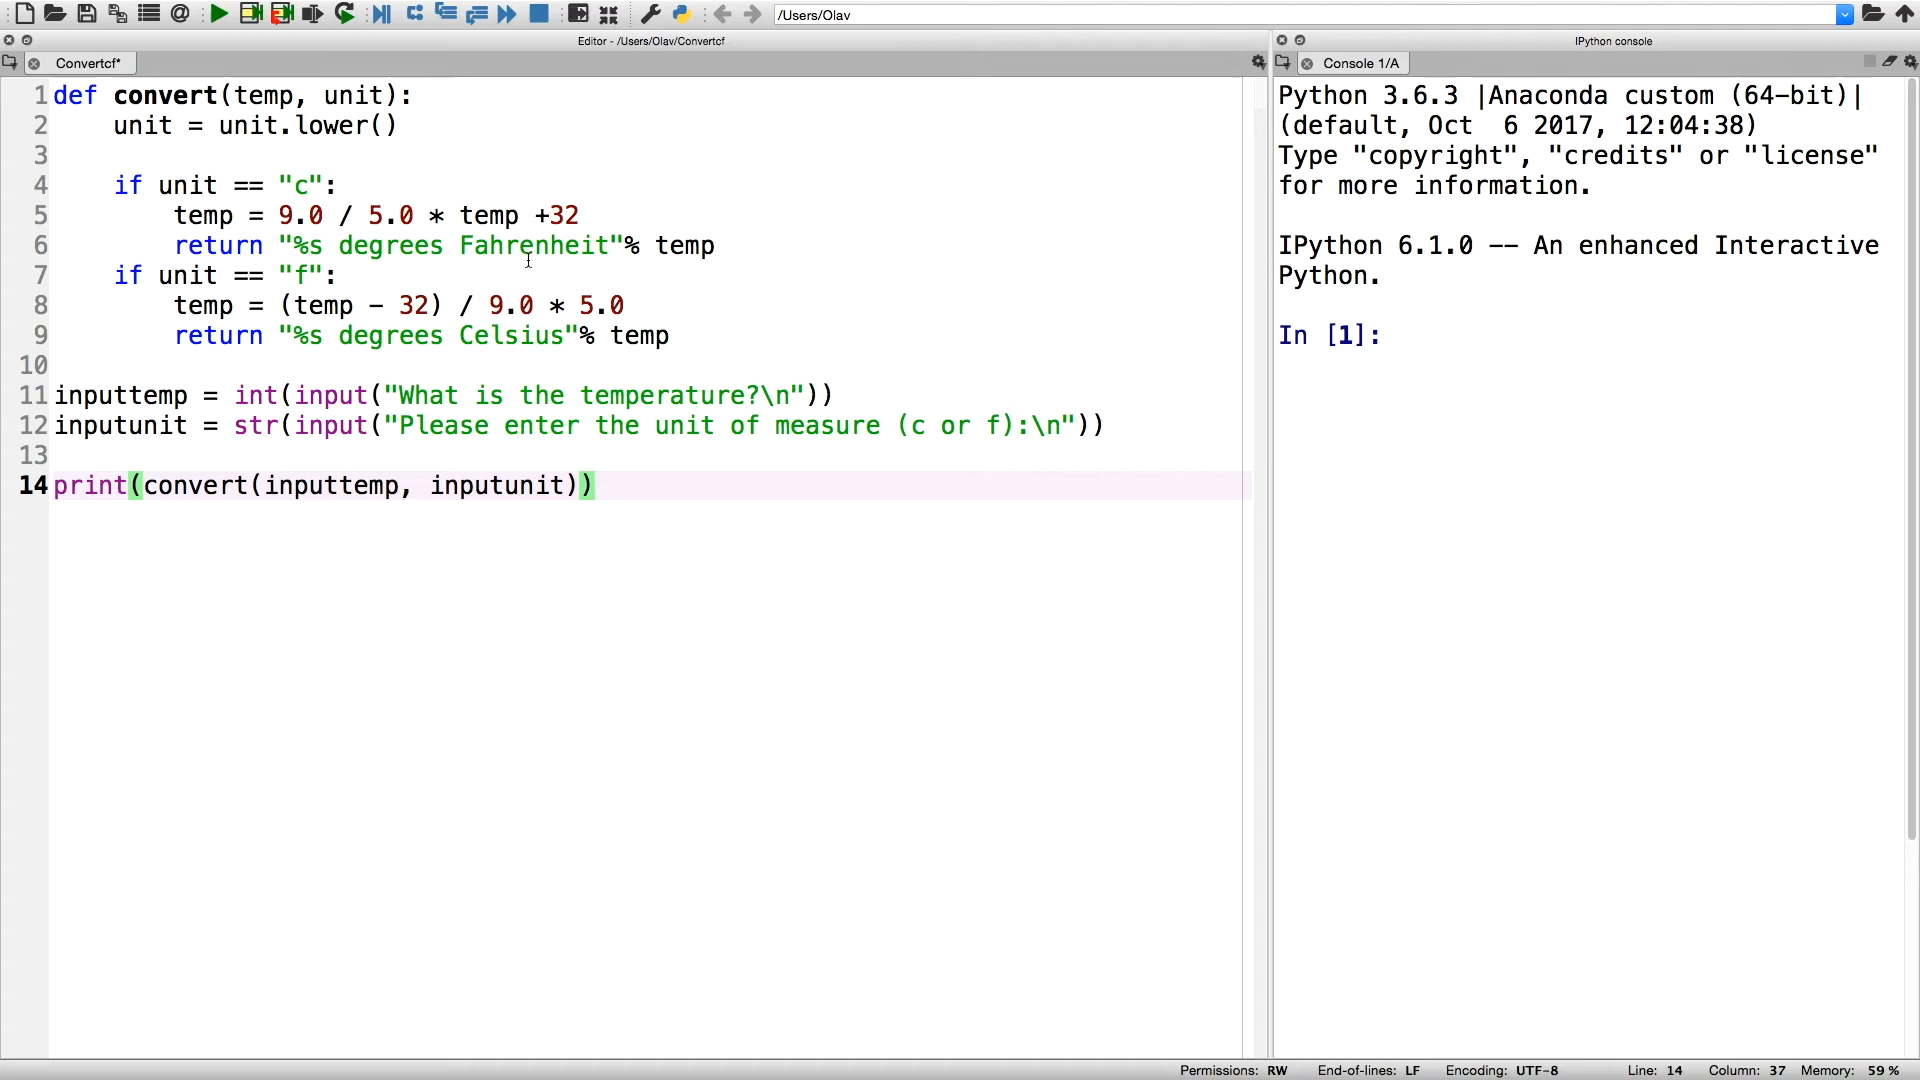 /Users/Olav
Editor - /Users/Olav/Convertcf
IPython console
Convertcf*
Console 1/A
1 def convert(temp, unit):
2     unit = unit.lower()
3
4     if unit == "c":
5         temp = 9.0 / 5.0 * temp +32
6         return "%s degrees Fahrenheit"% temp
7     if unit == "f":
8         temp = (temp - 32) / 9.0 * 5.0
9         return "%s degrees Celsius"% temp
10
11 inputtemp = int(input("What is the temperature?\n"))
12 inputunit = str(input("Please enter the unit of measure (c or f):\n"))
13
14 print(convert(inputtemp, inputunit))
Python 3.6.3 |Anaconda custom (64-bit)|
(default, Oct  6 2017, 12:04:38)
Type "copyright", "credits" or "license"
for more information.
IPython 6.1.0 -- An enhanced Interactive
Python.
In [1]:
Permissions: RW End-of-lines: LF Encoding: UTF-8 Line: 14 Column: 37 Memory: 59 %